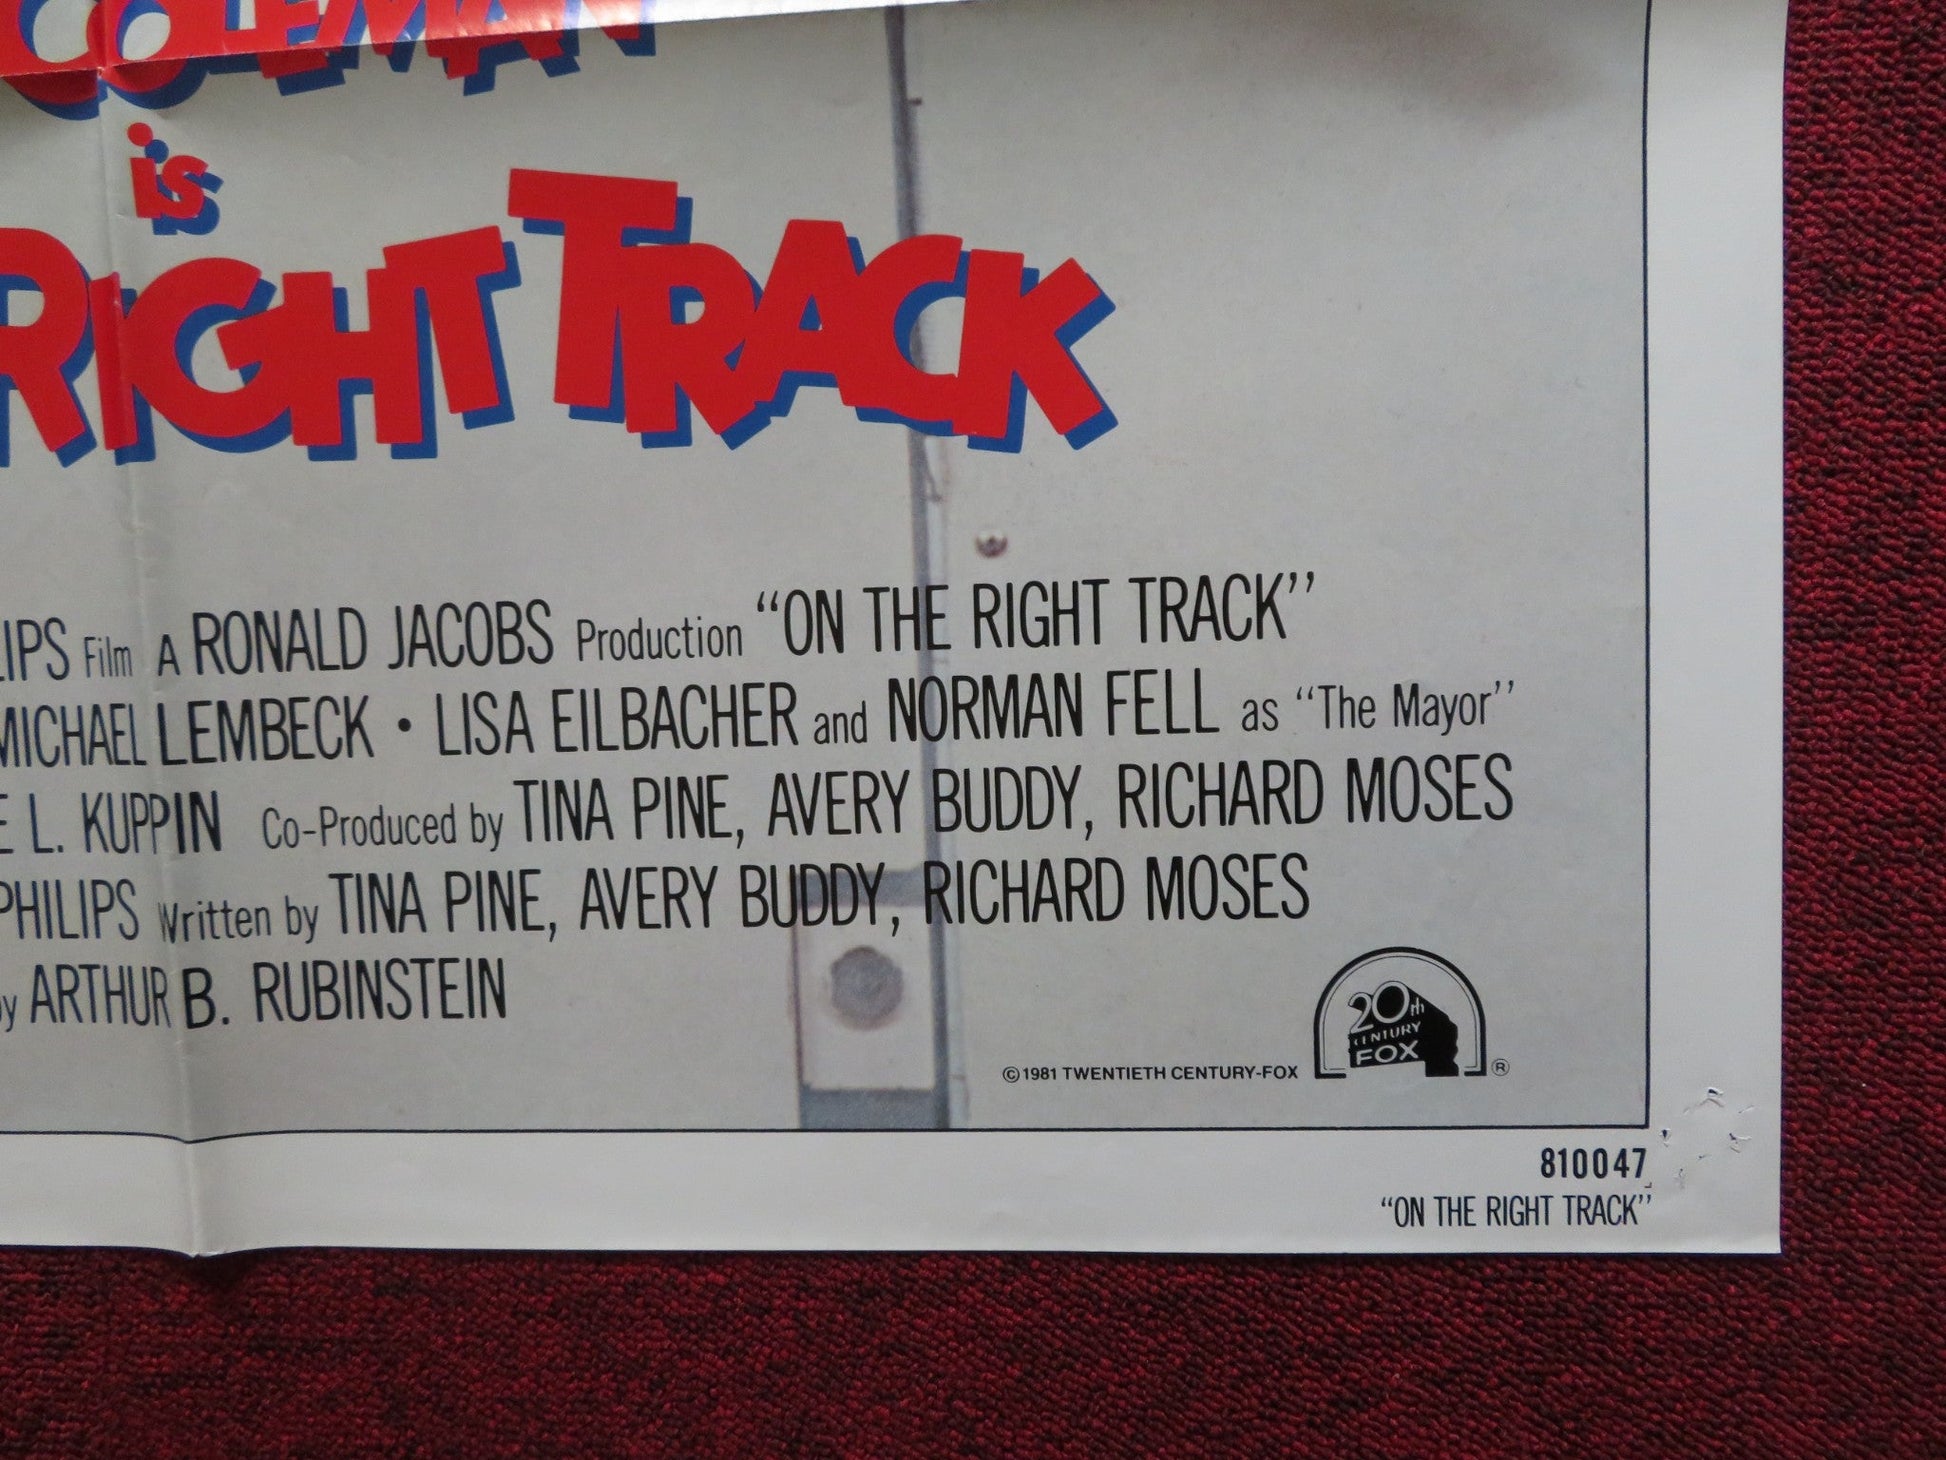 COLEMAN
is
RIGHT TRACK
LIPS Film A RONALD JACOBS Production “ON THE RIGHT TRACK”
MICHAEL LEMBECK • LISA EILBACHER and NORMAN FELL as “The Mayor”
E L. KUPPIN Co-Produced by TINA PINE, AVERY BUDDY, RICHARD MOSES
PHILIPS Written by TINA PINE, AVERY BUDDY, RICHARD MOSES
by ARTHUR B. RUBINSTEIN
20th
CENTURY
FOX
©1981 TWENTIETH CENTURY-FOX ®
810047
“ON THE RIGHT TRACK”